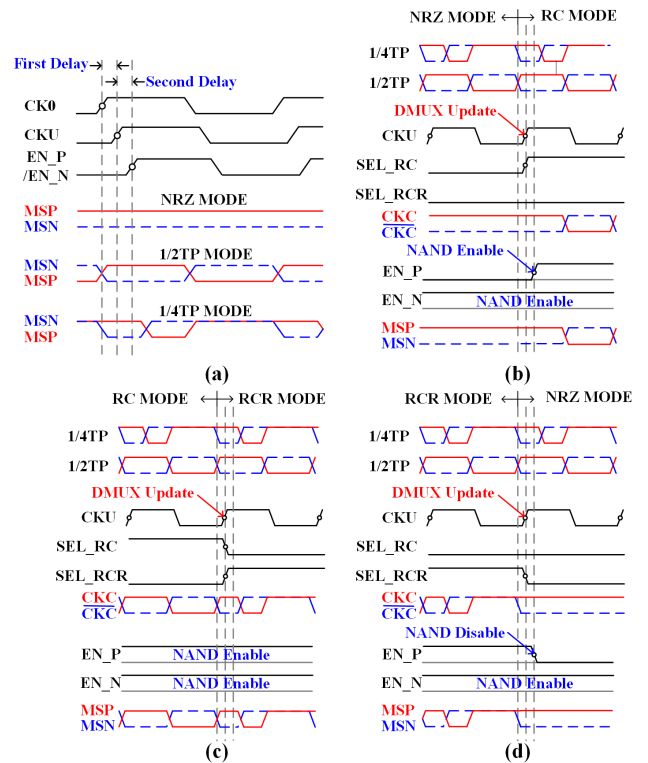 First Delay
Second Delay
CK0
CKU
EN_P
/EN_N
NRZ MODE
MSP
MSN
1/2TP MODE
MSN
MSP
1/4TP MODE
MSN
MSP
(a)
NRZ MODE RC MODE
1/4TP
1/2TP
DMUX Update
CKU
SEL_RC
SEL_RCR
CKC
CKC
NAND Enable
EN_P
EN_N NAND Enable
MSP
MSN
(b)
RC MODE RCR MODE
1/4TP
1/2TP
DMUX Update
CKU
SEL_RC
SEL_RCR
CKC
CKC
EN_P NAND Enable
EN_N NAND Enable
MSP
MSN
(c)
RCR MODE NRZ MODE
1/4TP
1/2TP
DMUX Update
CKU
SEL_RC
SEL_RCR
CKC
CKC
NAND Disable
EN_P
EN_N NAND Enable
MSP
MSN
(d)